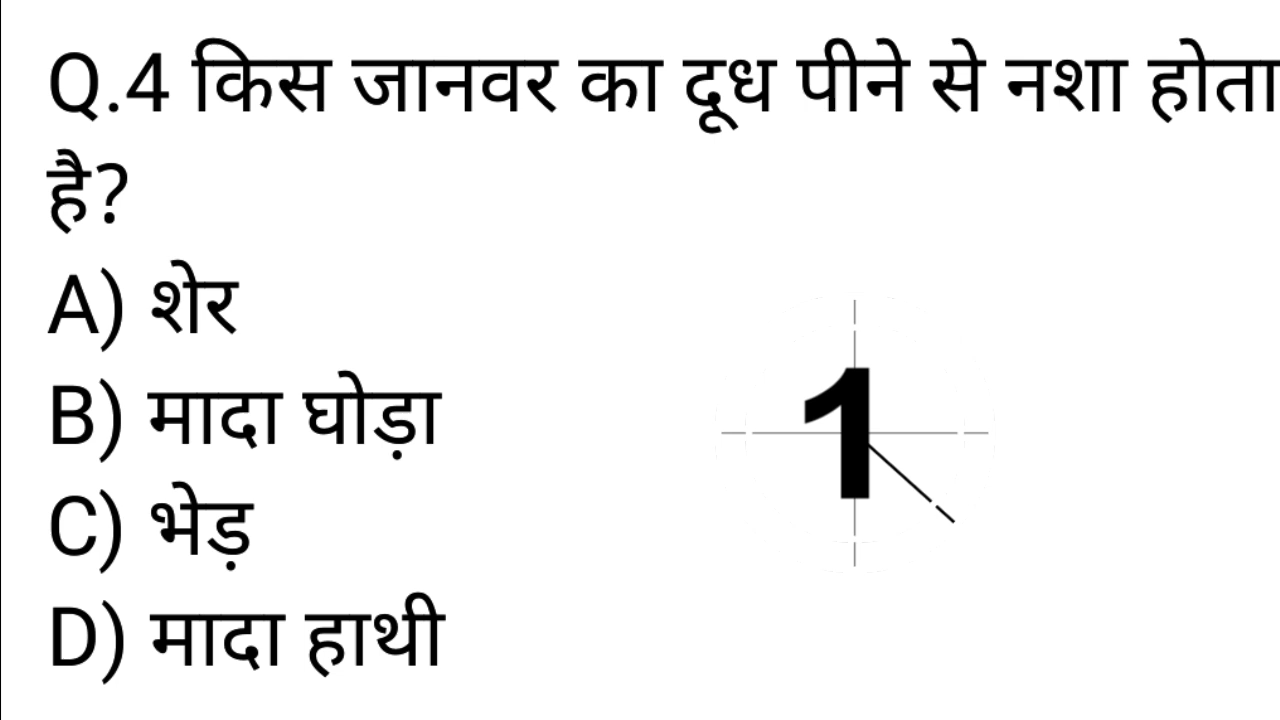 Q.4 किस जानवर का दूध पीने से नशा होता
है?
A) शेर
B) मादा घोड़ा
C) भेड़
D) मादा हाथी
1